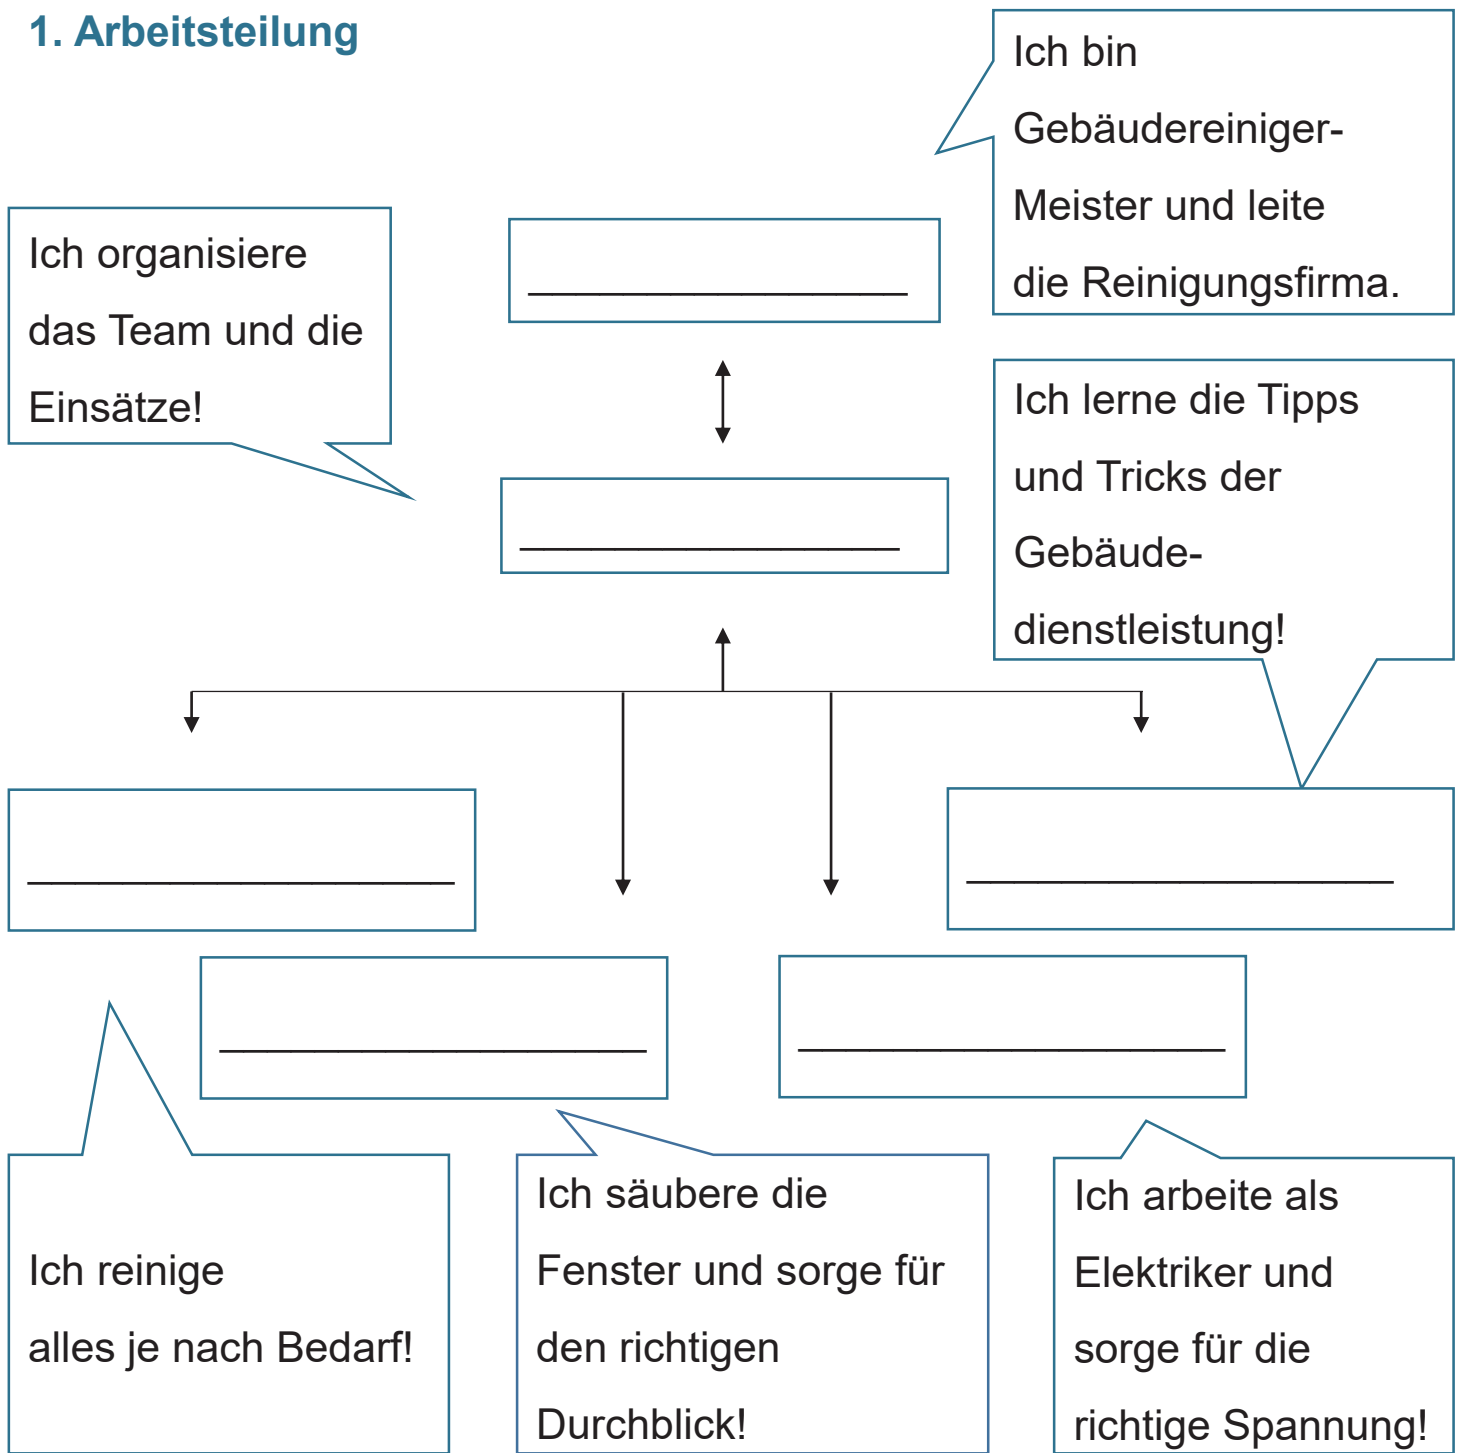 1. Arbeitsteilung
Ich bin
Gebäudereiniger-
Meister und leite
die Reinigungsfirma.
Ich organisiere
das Team und die
Einsätze!
Ich lerne die Tipps
und Tricks der
Gebäude-
dienstleistung!
Ich reinige
alles je nach Bedarf!
Ich säubere die
Fenster und sorge für
den richtigen
Durchblick!
Ich arbeite als
Elektriker und
sorge für die
richtige Spannung!